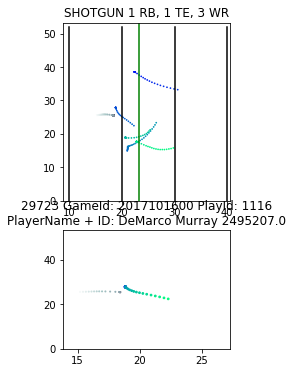 SHOTGUN 1 RB, 1 TE, 3 WR
50
40
30
20
10
0
10 20 30 40
29725 GameId: 2017101600 PlayId: 1116
PlayerName + ID: DeMarco Murray 2495207.0
40
20
0
15 20 25